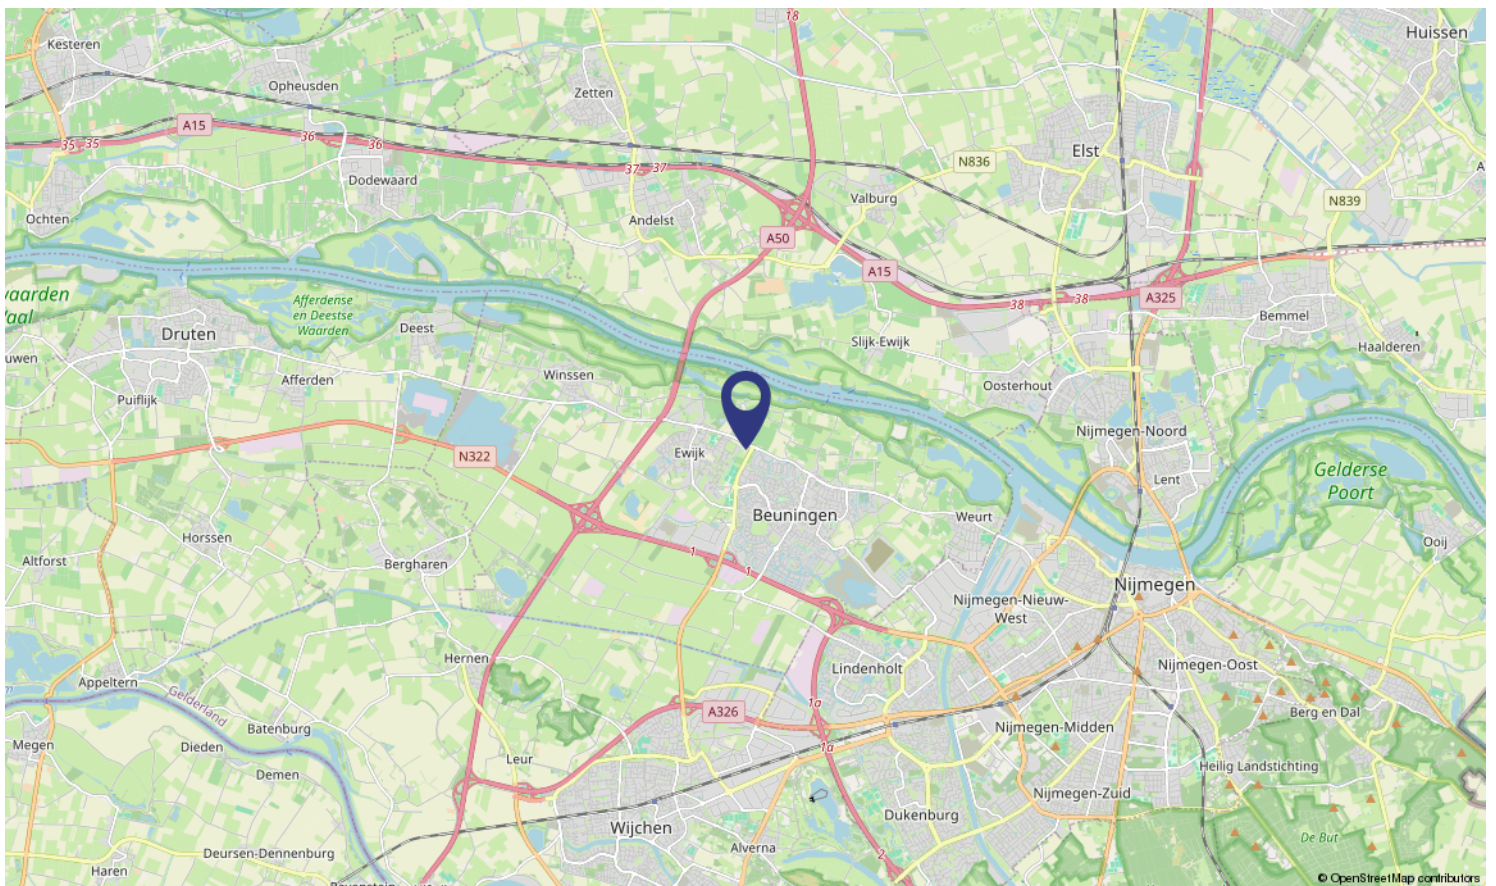 18
Huissen
Kesteren
Opheusden
Zetten
A15
35
35
36
36
Elst
N836
37
37
Dodewaard
Valburg
N839
Ochten
Andelst
A50
A15
waarden
Waal
Afferdense
en Deestse
Waarden
38
38
A325
Bemmel
Druten
Deest
Slijk-Ewijk
Haalderen
Afferden
Winssen
Oosterhout
Puiflijk
Nijmegen-Noord
N322
Ewijk
Gelderse
Poort
Lent
Beuningen
Weurt
Horssen
Ooij
Altforst
Bergharen
1
1
Nijmegen
Nijmegen-Nieuw-
West
Hernen
Lindenholt
Nijmegen-Oost
Appeltern
Gelderland
1a
A326
Berg en Dal
Batenburg
Nijmegen-Midden
Megen
Dieden
1a
Leur
Demen
Heilig Landstichting
Nijmegen-Zuid
Dukenburg
Wijchen
De But
Alverna
Deursen-Dennenburg
2
Haren
© OpenStreetMap contributors